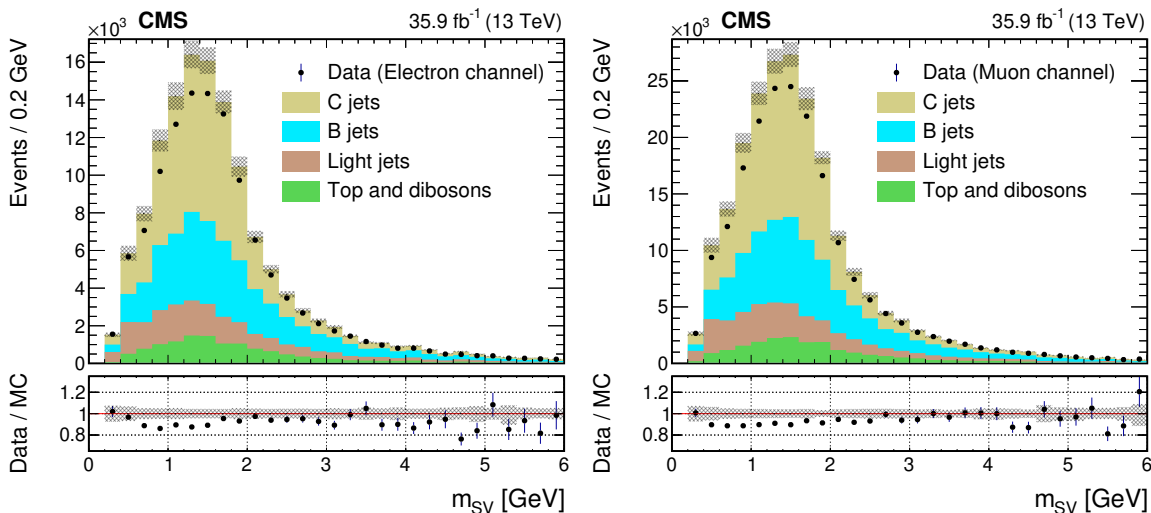 ×10³ CMS 35.9 fb⁻¹ (13 TeV)
Events / 0.2 GeV
16
14
12
10
8
6
4
2
0
Data (Electron channel)
C jets
B jets
Light jets
Top and dibosons
Data / MC
1.2
1
0.8
0 1 2 3 4 5 6
m_SV [GeV]
×10³ CMS 35.9 fb⁻¹ (13 TeV)
Events / 0.2 GeV
25
20
15
10
5
0
Data (Muon channel)
C jets
B jets
Light jets
Top and dibosons
Data / MC
1.2
1
0.8
0 1 2 3 4 5 6
m_SV [GeV]